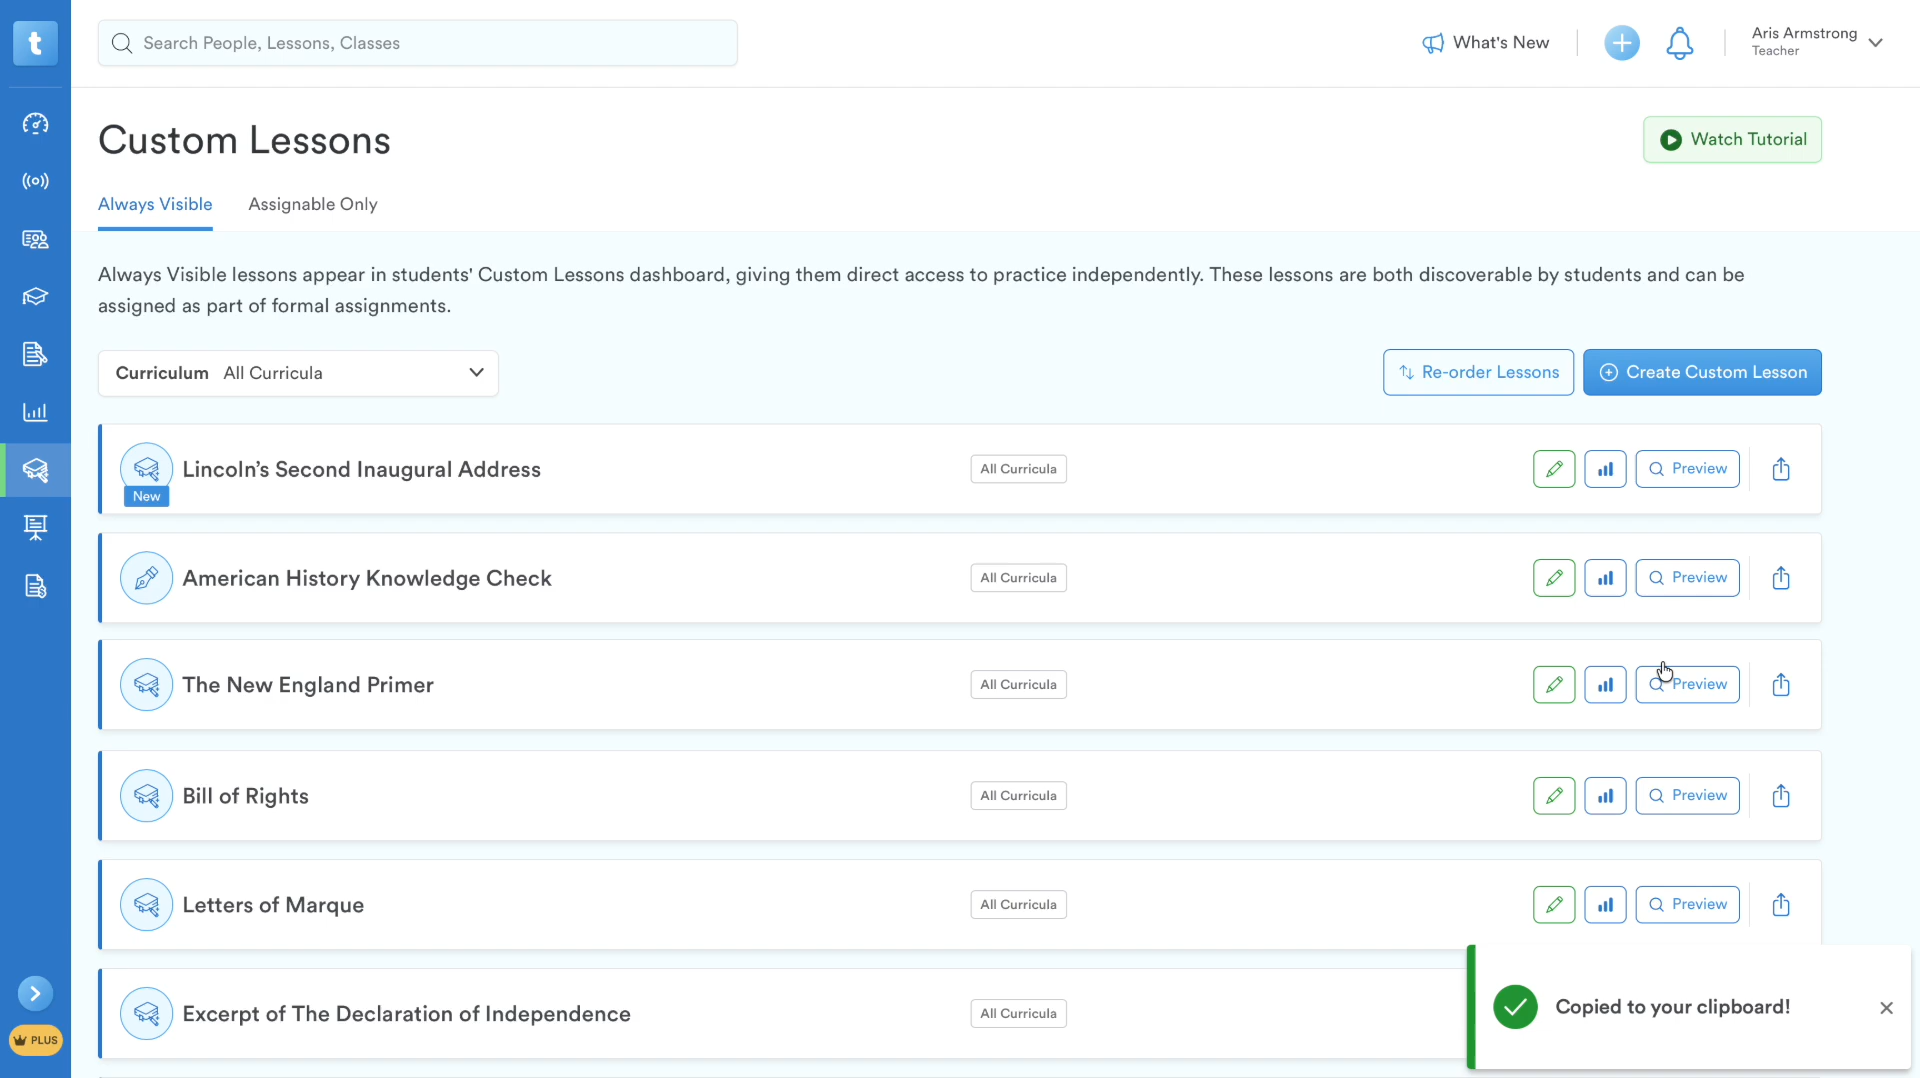 t
Search People, Lessons, Classes
What's New
Aris Armstrong
Teacher
Custom Lessons
Watch Tutorial
Always Visible
Assignable Only
Always Visible lessons appear in students' Custom Lessons dashboard, giving them direct access to practice independently. These lessons are both discoverable by students and can be
assigned as part of formal assignments.
Curriculum All Curricula
Re-order Lessons
Create Custom Lesson
New
Lincoln’s Second Inaugural Address
All Curricula
Preview
American History Knowledge Check
All Curricula
Preview
The New England Primer
All Curricula
Preview
Bill of Rights
All Curricula
Preview
Letters of Marque
All Curricula
Preview
Excerpt of The Declaration of Independence
All Curricula
Copied to your clipboard!
PLUS